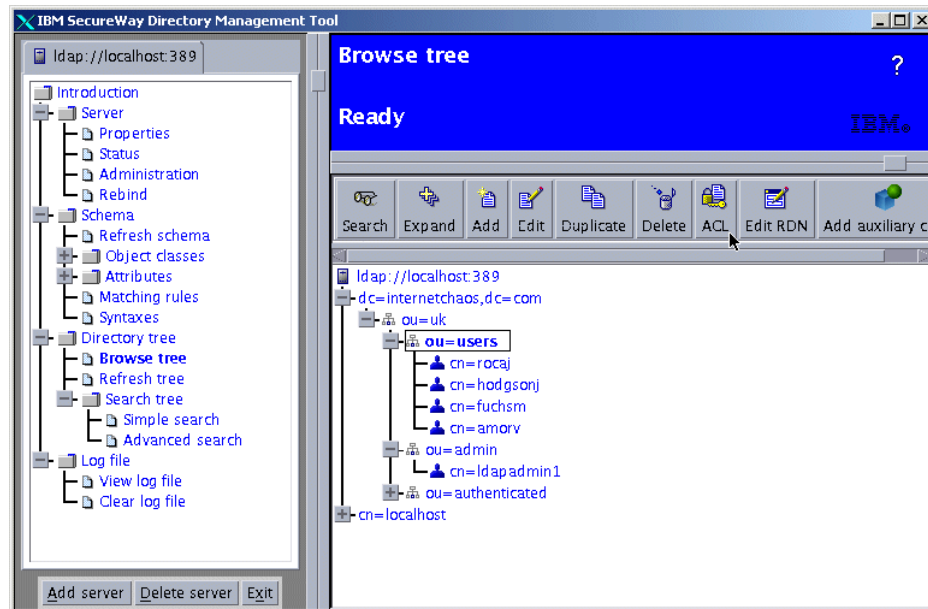 IBM SecureWay Directory Management Tool
ldap://localhost:389
Introduction
Server
Properties
Status
Administration
Rebind
Schema
Refresh schema
Object classes
Attributes
Matching rules
Syntaxes
Directory tree
Browse tree
Refresh tree
Search tree
Simple search
Advanced search
Log file
View log file
Clear log file
Add server Delete server Exit
Browse tree
?
Ready
IBM
Search Expand Add Edit Duplicate Delete ACL Edit RDN Add auxiliary c
ldap://localhost:389
dc=internetchaos,dc=com
ou=uk
ou=users
cn=rocaj
cn=hodgsonj
cn=fuchsm
cn=amorv
ou=admin
cn=ldapadmin1
ou=authenticated
cn=localhost